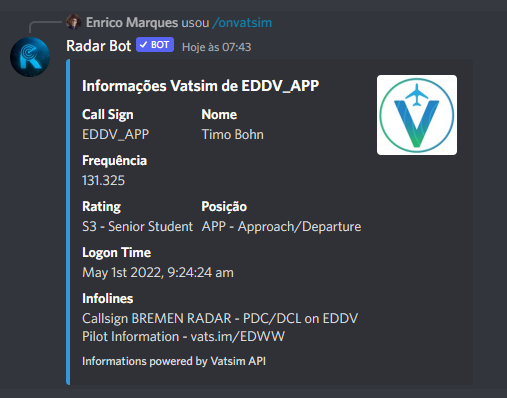 Enrico Marques usou /onvatsim
Radar Bot ✓ BOT Hoje às 07:43
Informações Vatsim de EDDV_APP
Call Sign Nome
EDDV_APP Timo Bohn
Frequência
131.325
Rating Posição
S3 - Senior Student APP - Approach/Departure
Logon Time
May 1st 2022, 9:24:24 am
Infolines
Callsign BREMEN RADAR - PDC/DCL on EDDV
Pilot Information - vats.im/EDWW
Informations powered by Vatsim API